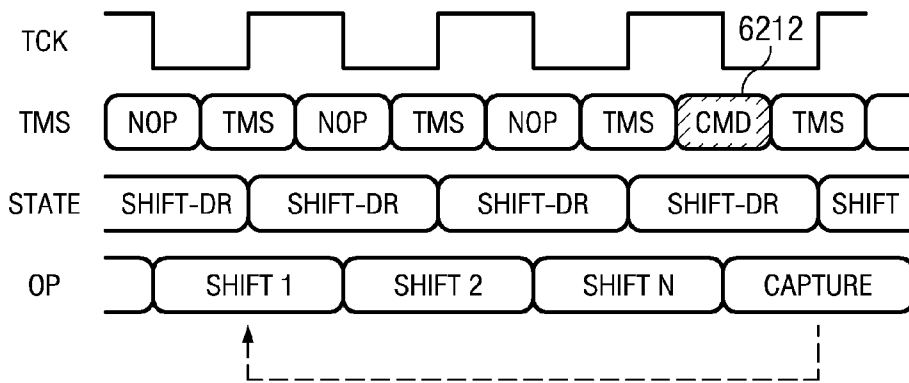 6212
TCK
TMS NOP TMS NOP TMS NOP TMS CMD TMS
STATE SHIFT-DR SHIFT-DR SHIFT-DR SHIFT-DR SHIFT
OP SHIFT 1 SHIFT 2 SHIFT N CAPTURE